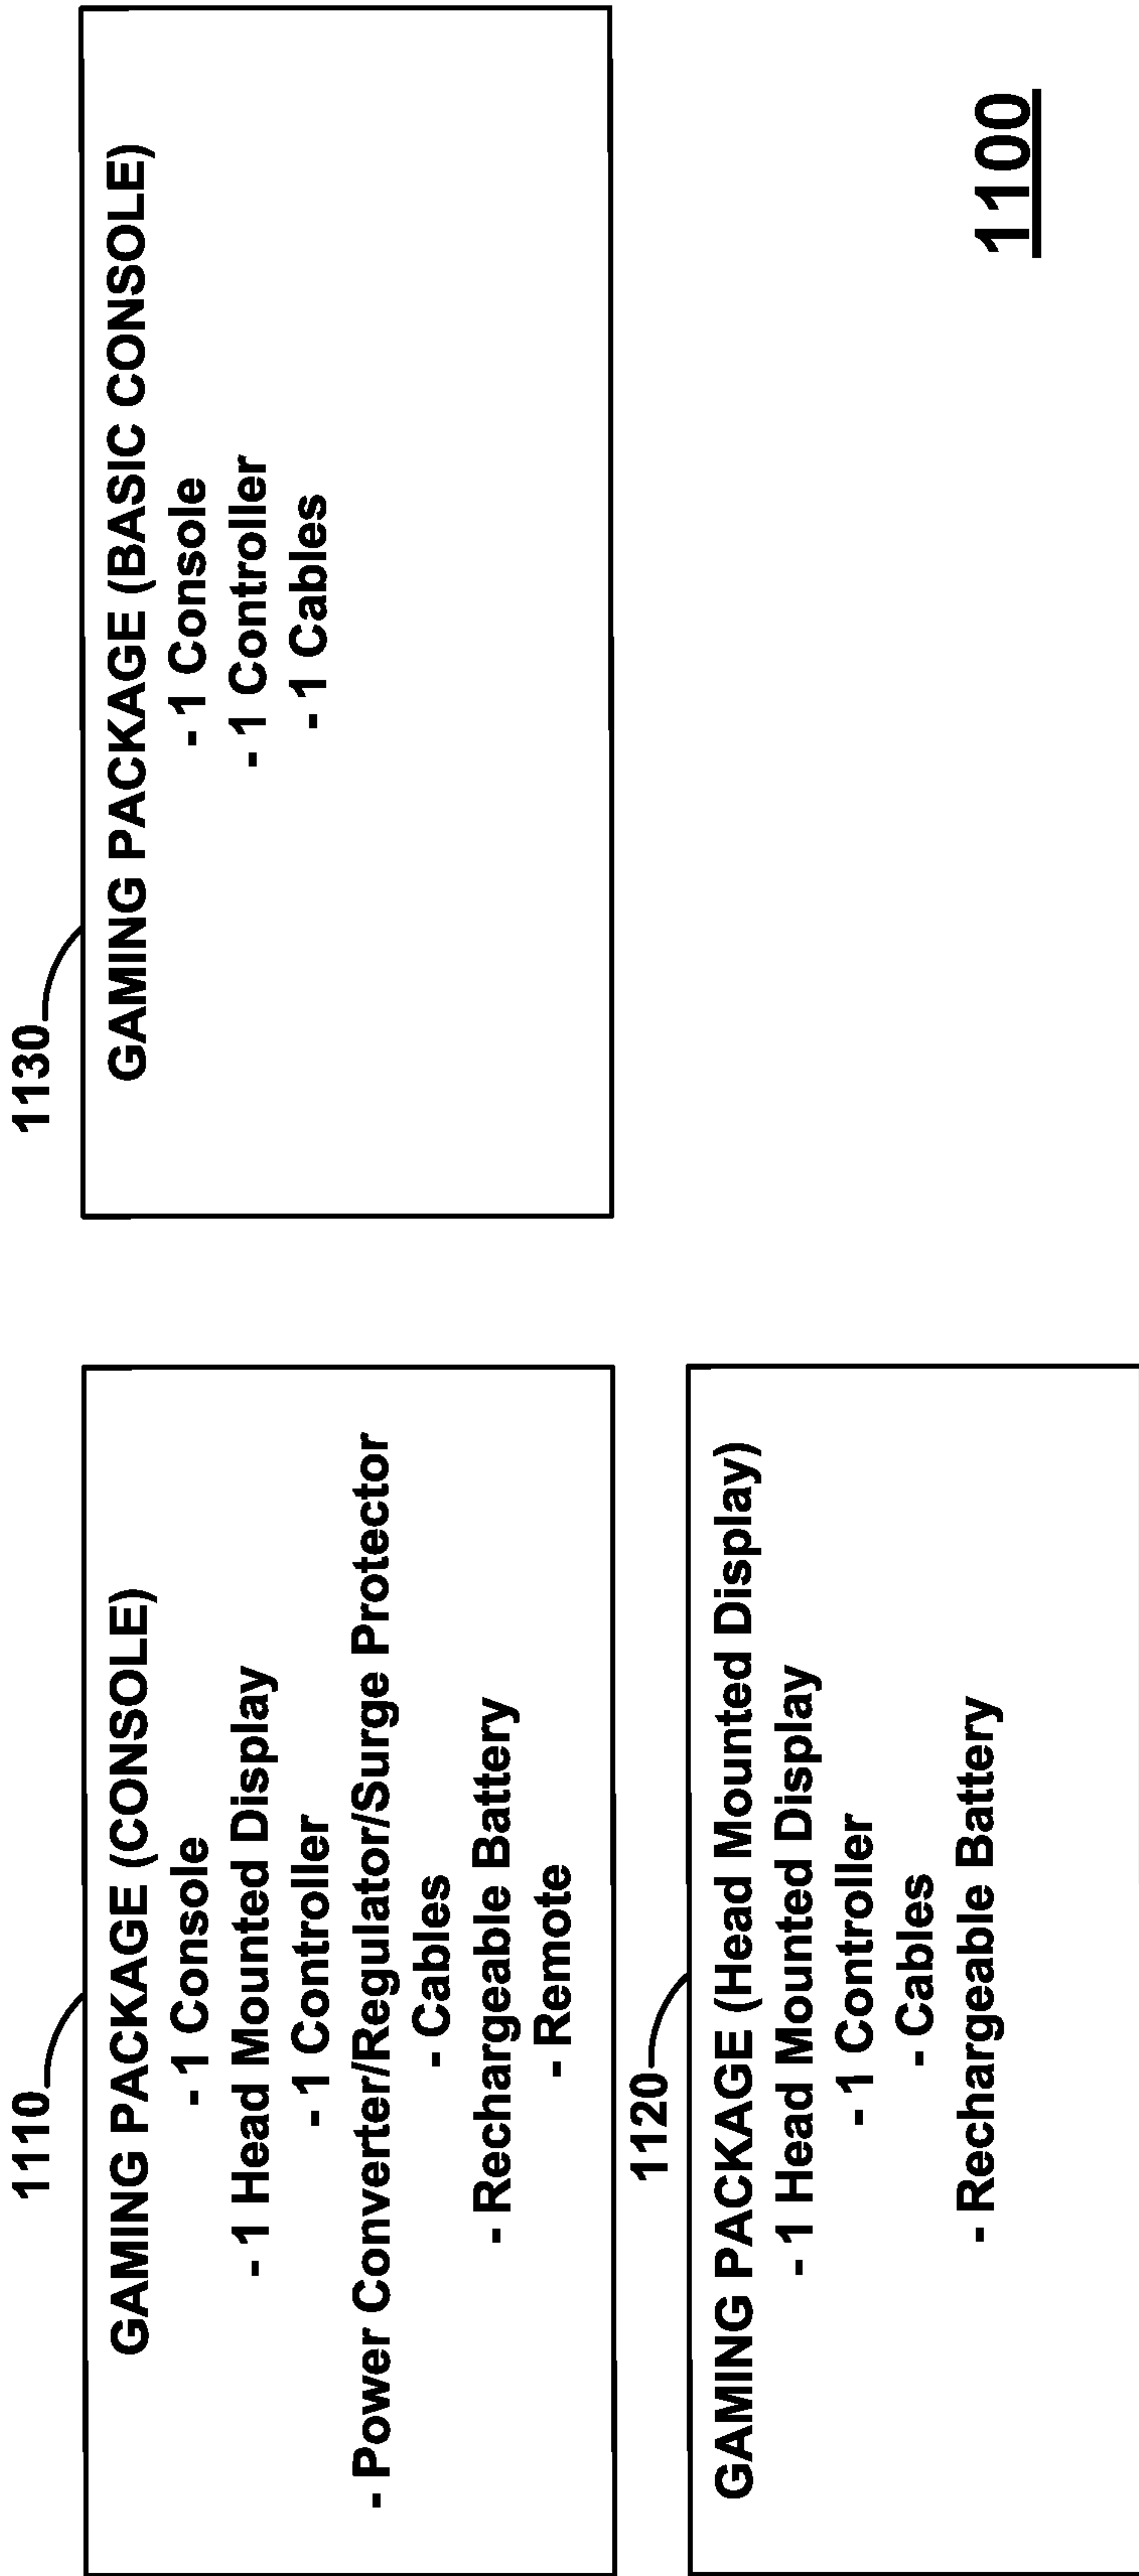 1110
GAMING PACKAGE (CONSOLE)
- 1 Console
- 1 Head Mounted Display
- 1 Controller
- Power Converter/Regulator/Surge Protector
- Cables
- Rechargeable Battery
- Remote
1120
GAMING PACKAGE (Head Mounted Display)
- 1 Head Mounted Display
- 1 Controller
- Cables
- Rechargeable Battery
1130
GAMING PACKAGE (BASIC CONSOLE)
- 1 Console
- 1 Controller
- 1 Cables
1100